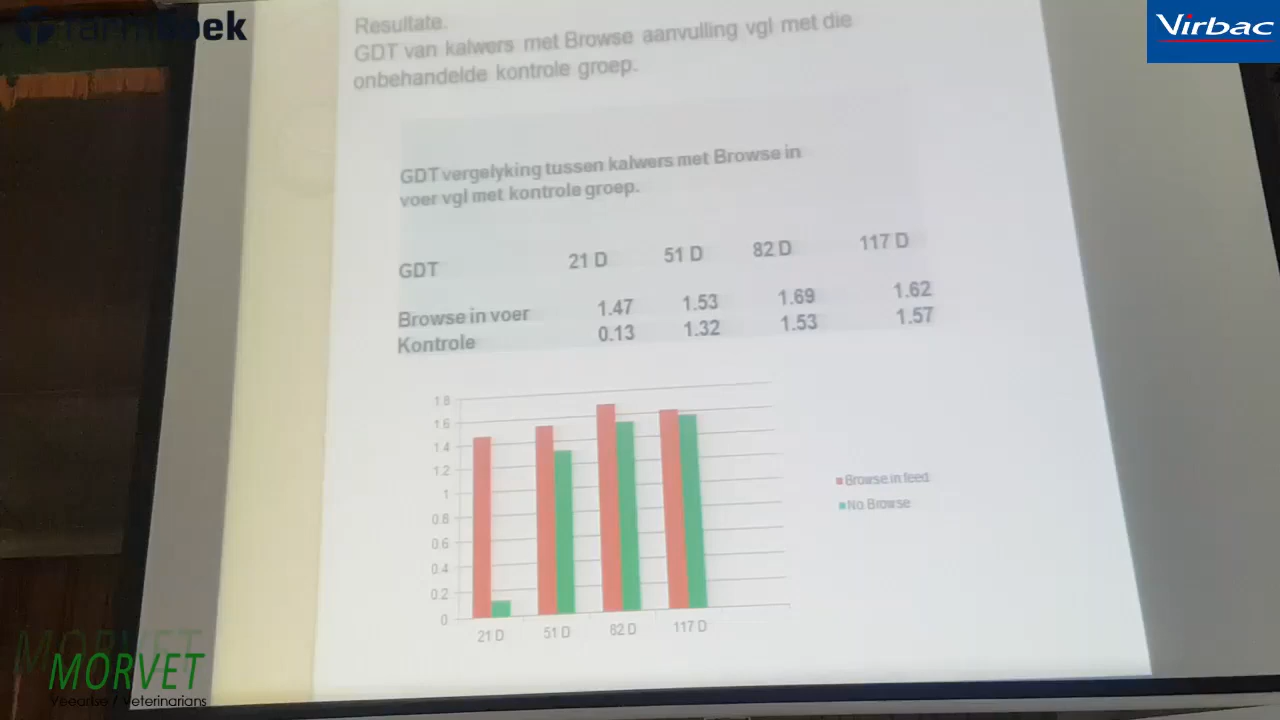 Virbac
Resultate.
GDT van kalwers met Browse aanvulling vgl met die
onbehandelde kontrole groep.
GDT vergelyking tussen kalwers met Browse in
voer vgl met kontrole groep.
GDT 21 D 51 D 82 D 117 D
Browse in voer 1.47 1.53 1.69 1.62
Kontrole 0.13 1.32 1.53 1.57
1.8
1.6
1.4
1.2
1
0.8
0.6
0.4
0.2
0
21 D 51 D 82 D 117 D
Browse in feed
No Browse
MORVET
MORVET
Veeartse / Veterinarians